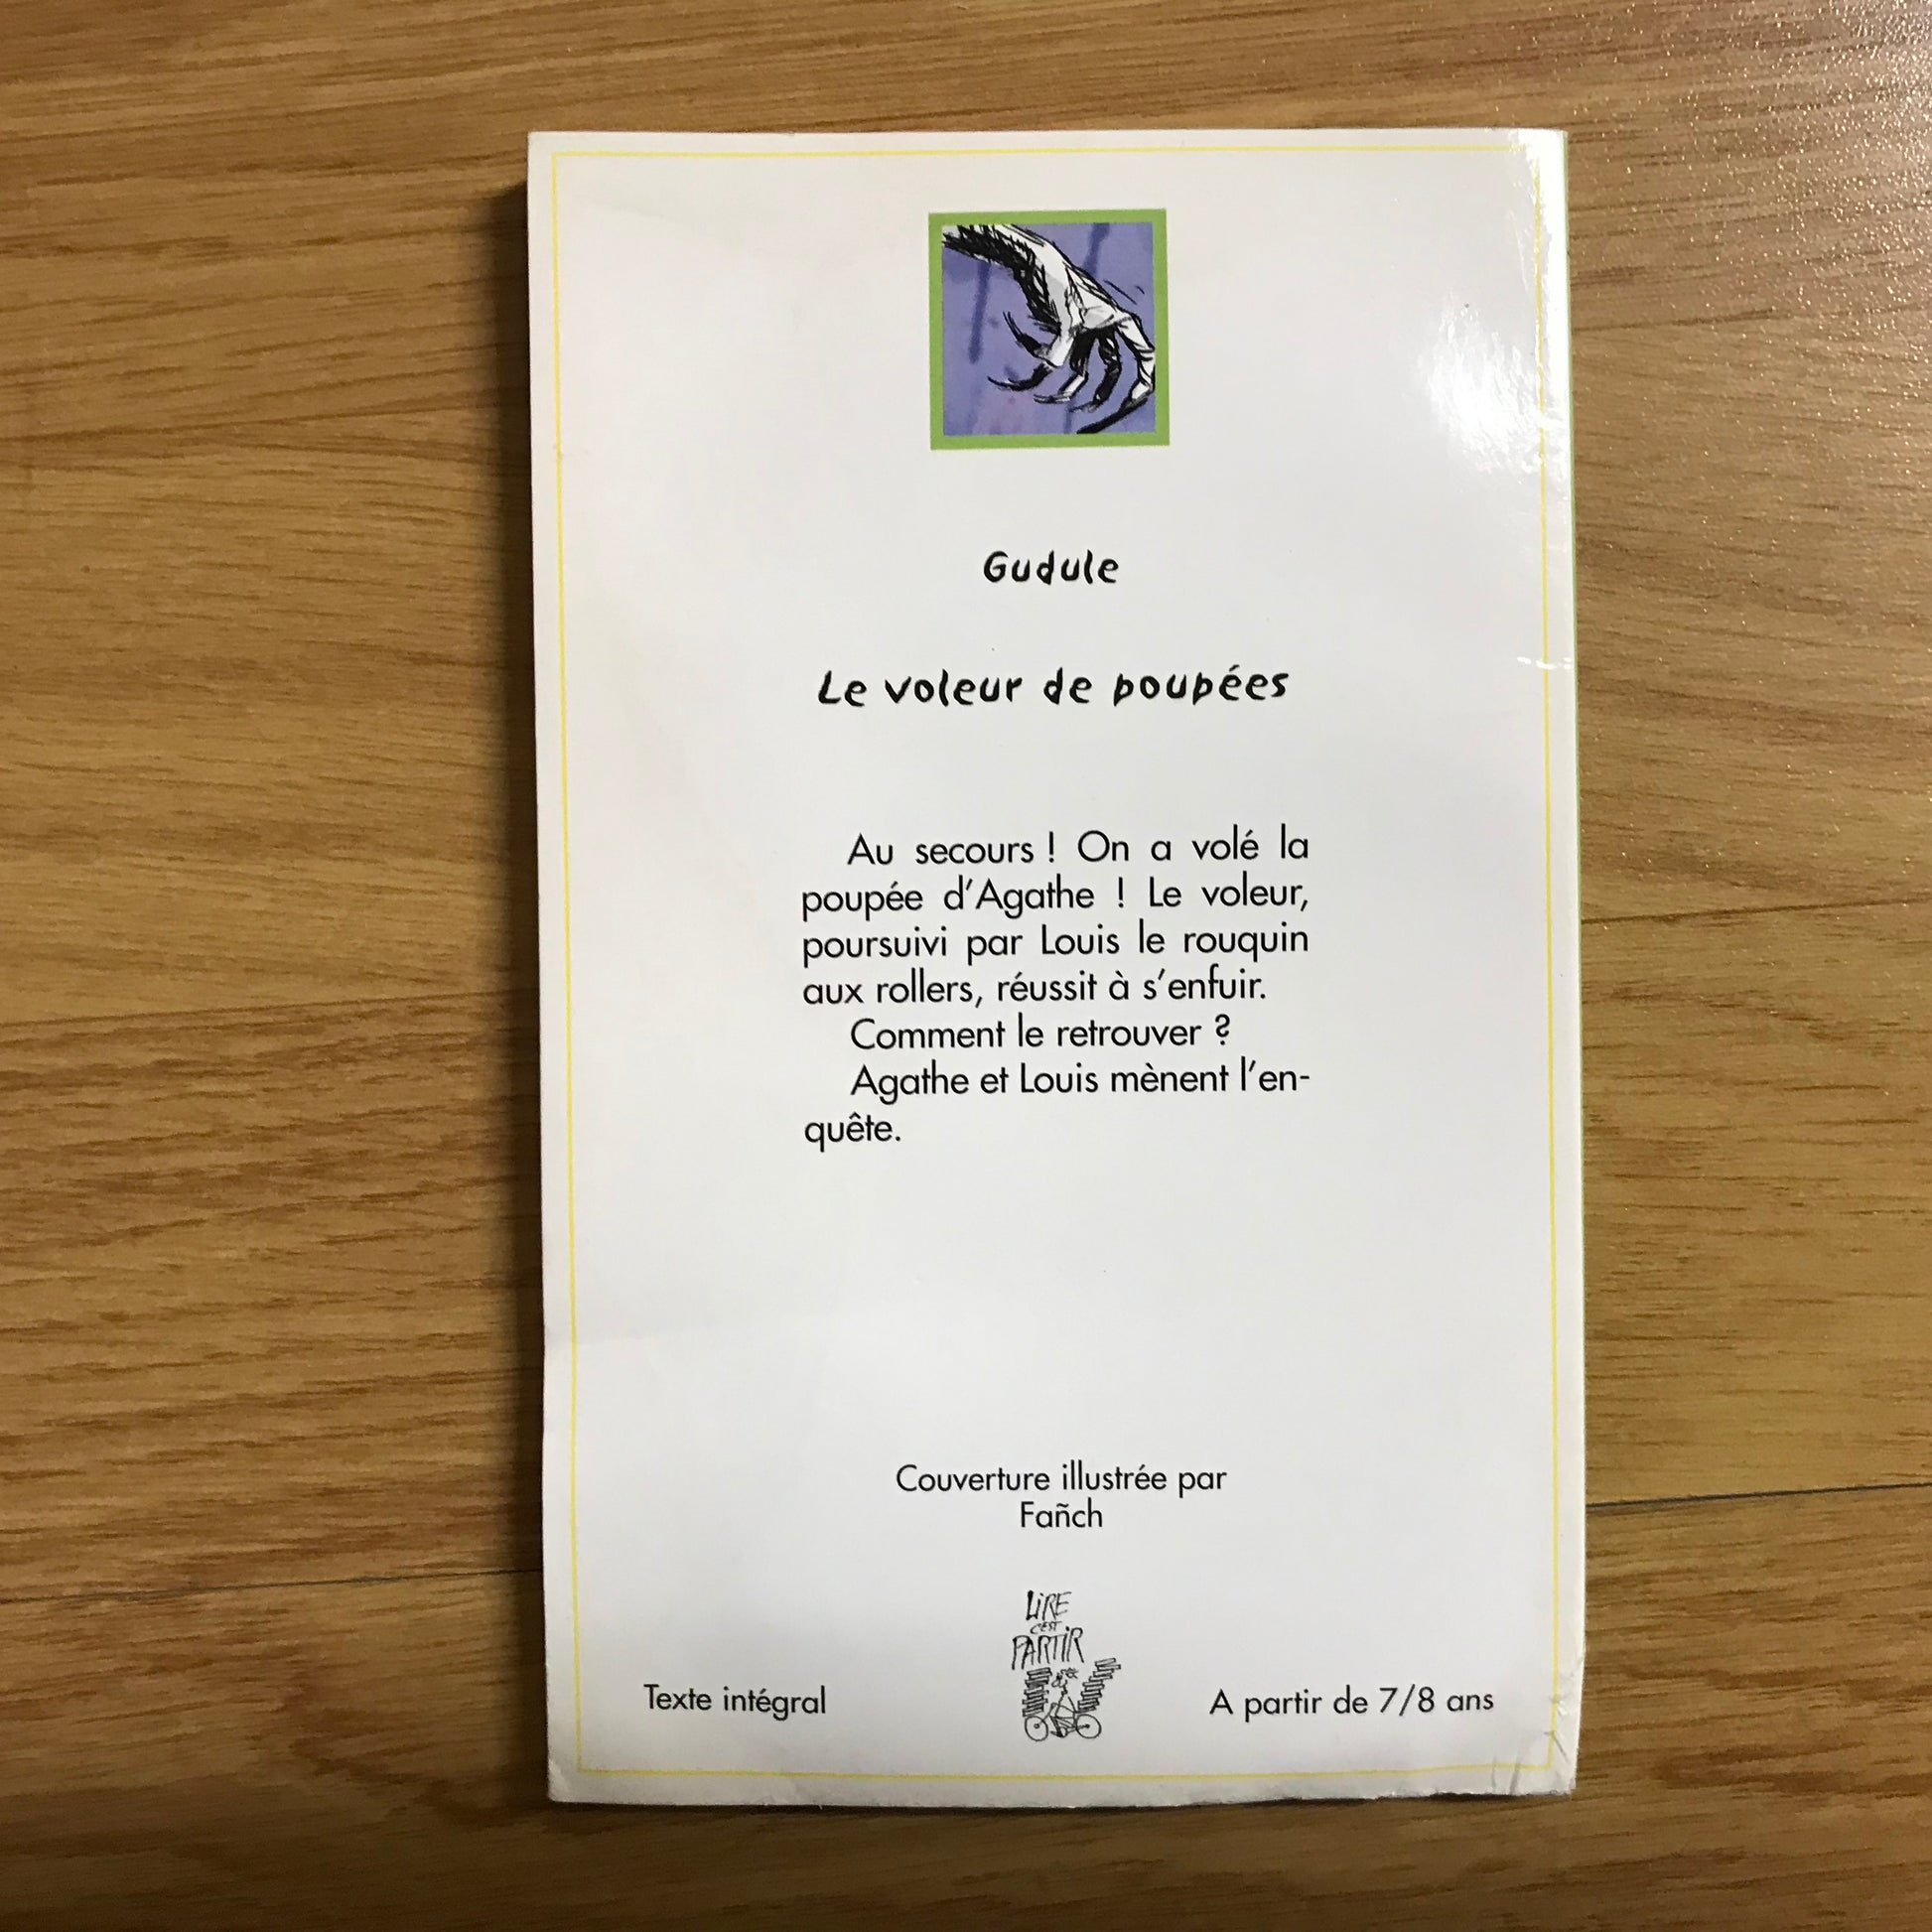 Gudule
Le voleur de poupées
Au secours ! On a volé la
poupée d'Agathe ! Le voleur,
poursuivi par Louis le rouquin
aux rollers, réussit à s'enfuir.
Comment le retrouver ?
Agathe et Louis mènent l'en-
quête.
Couverture illustrée par
Fañch
LIRE
C'EST
PARTIR
Texte intégral
A partir de 7/8 ans